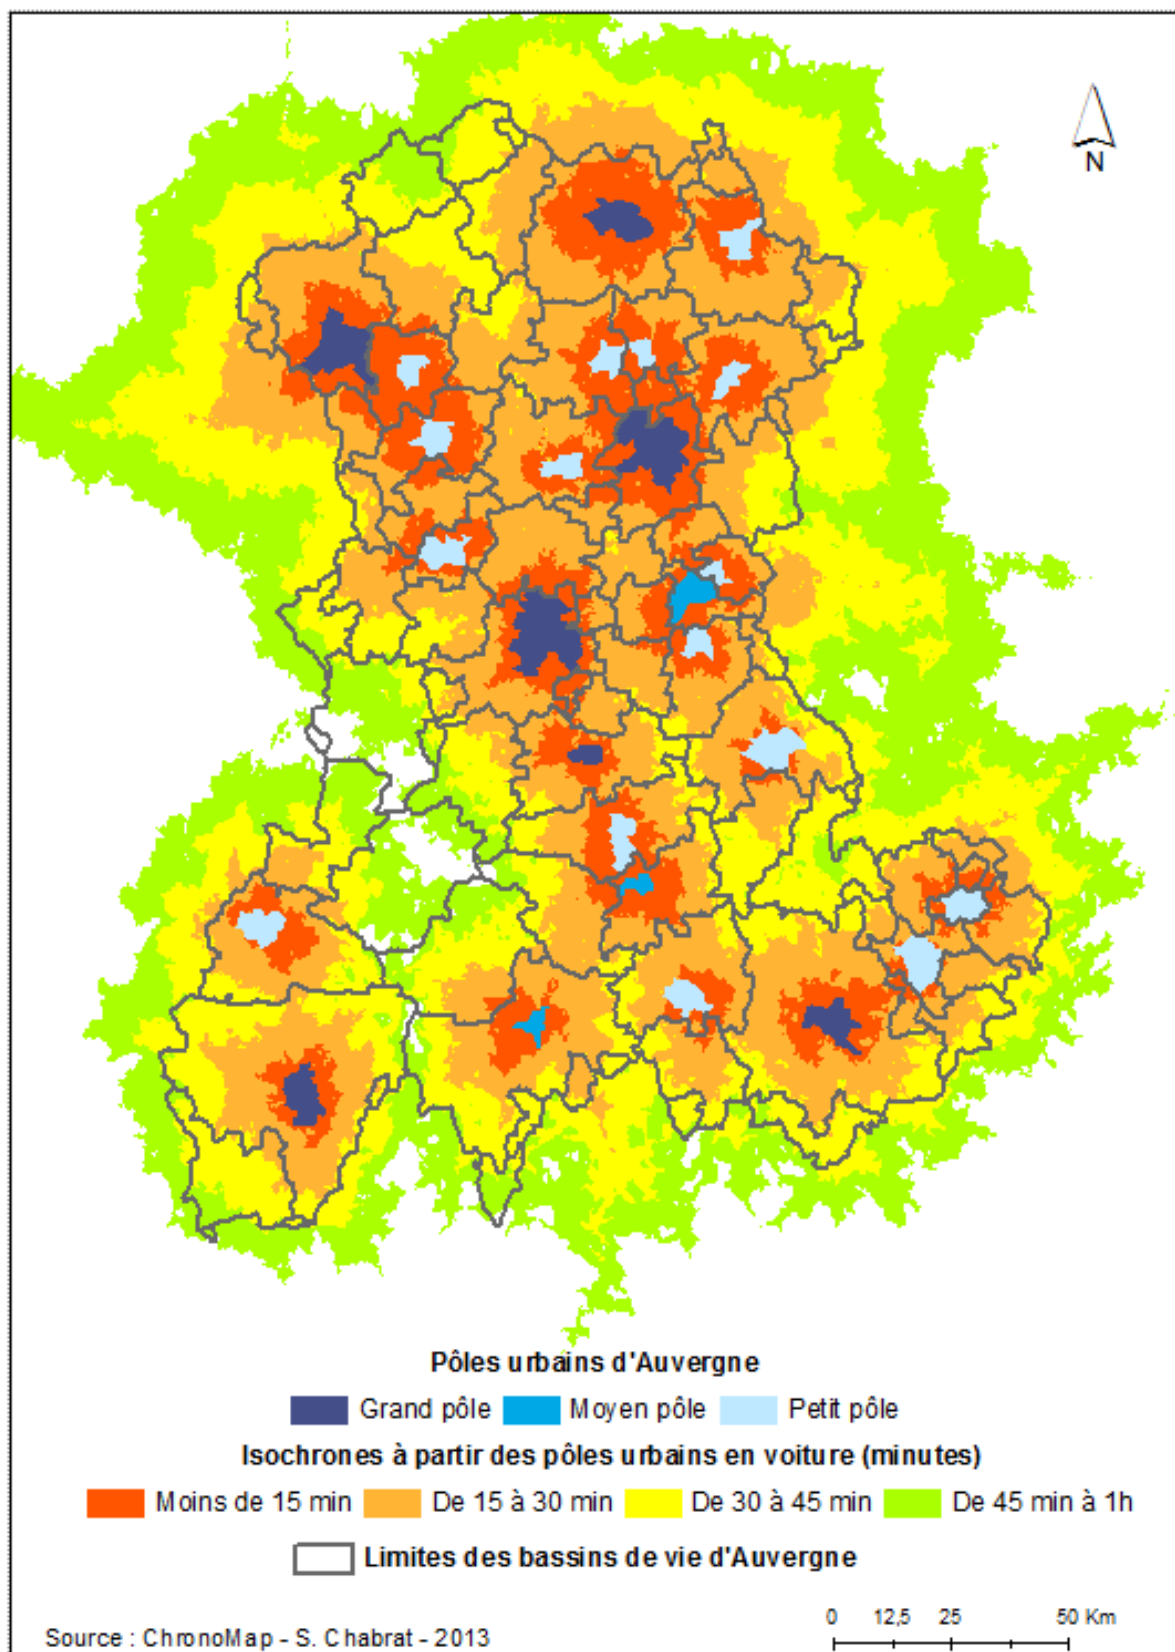 N
Pôles urbains d'Auvergne
Grand pôle Moyen pôle Petit pôle
Isochrones à partir des pôles urbains en voiture (minutes)
Moins de 15 min De 15 à 30 min De 30 à 45 min De 45 min à 1h
Limites des bassins de vie d'Auvergne
0 12,5 25 50 Km
Source : ChronoMap - S. Chabrat - 2013